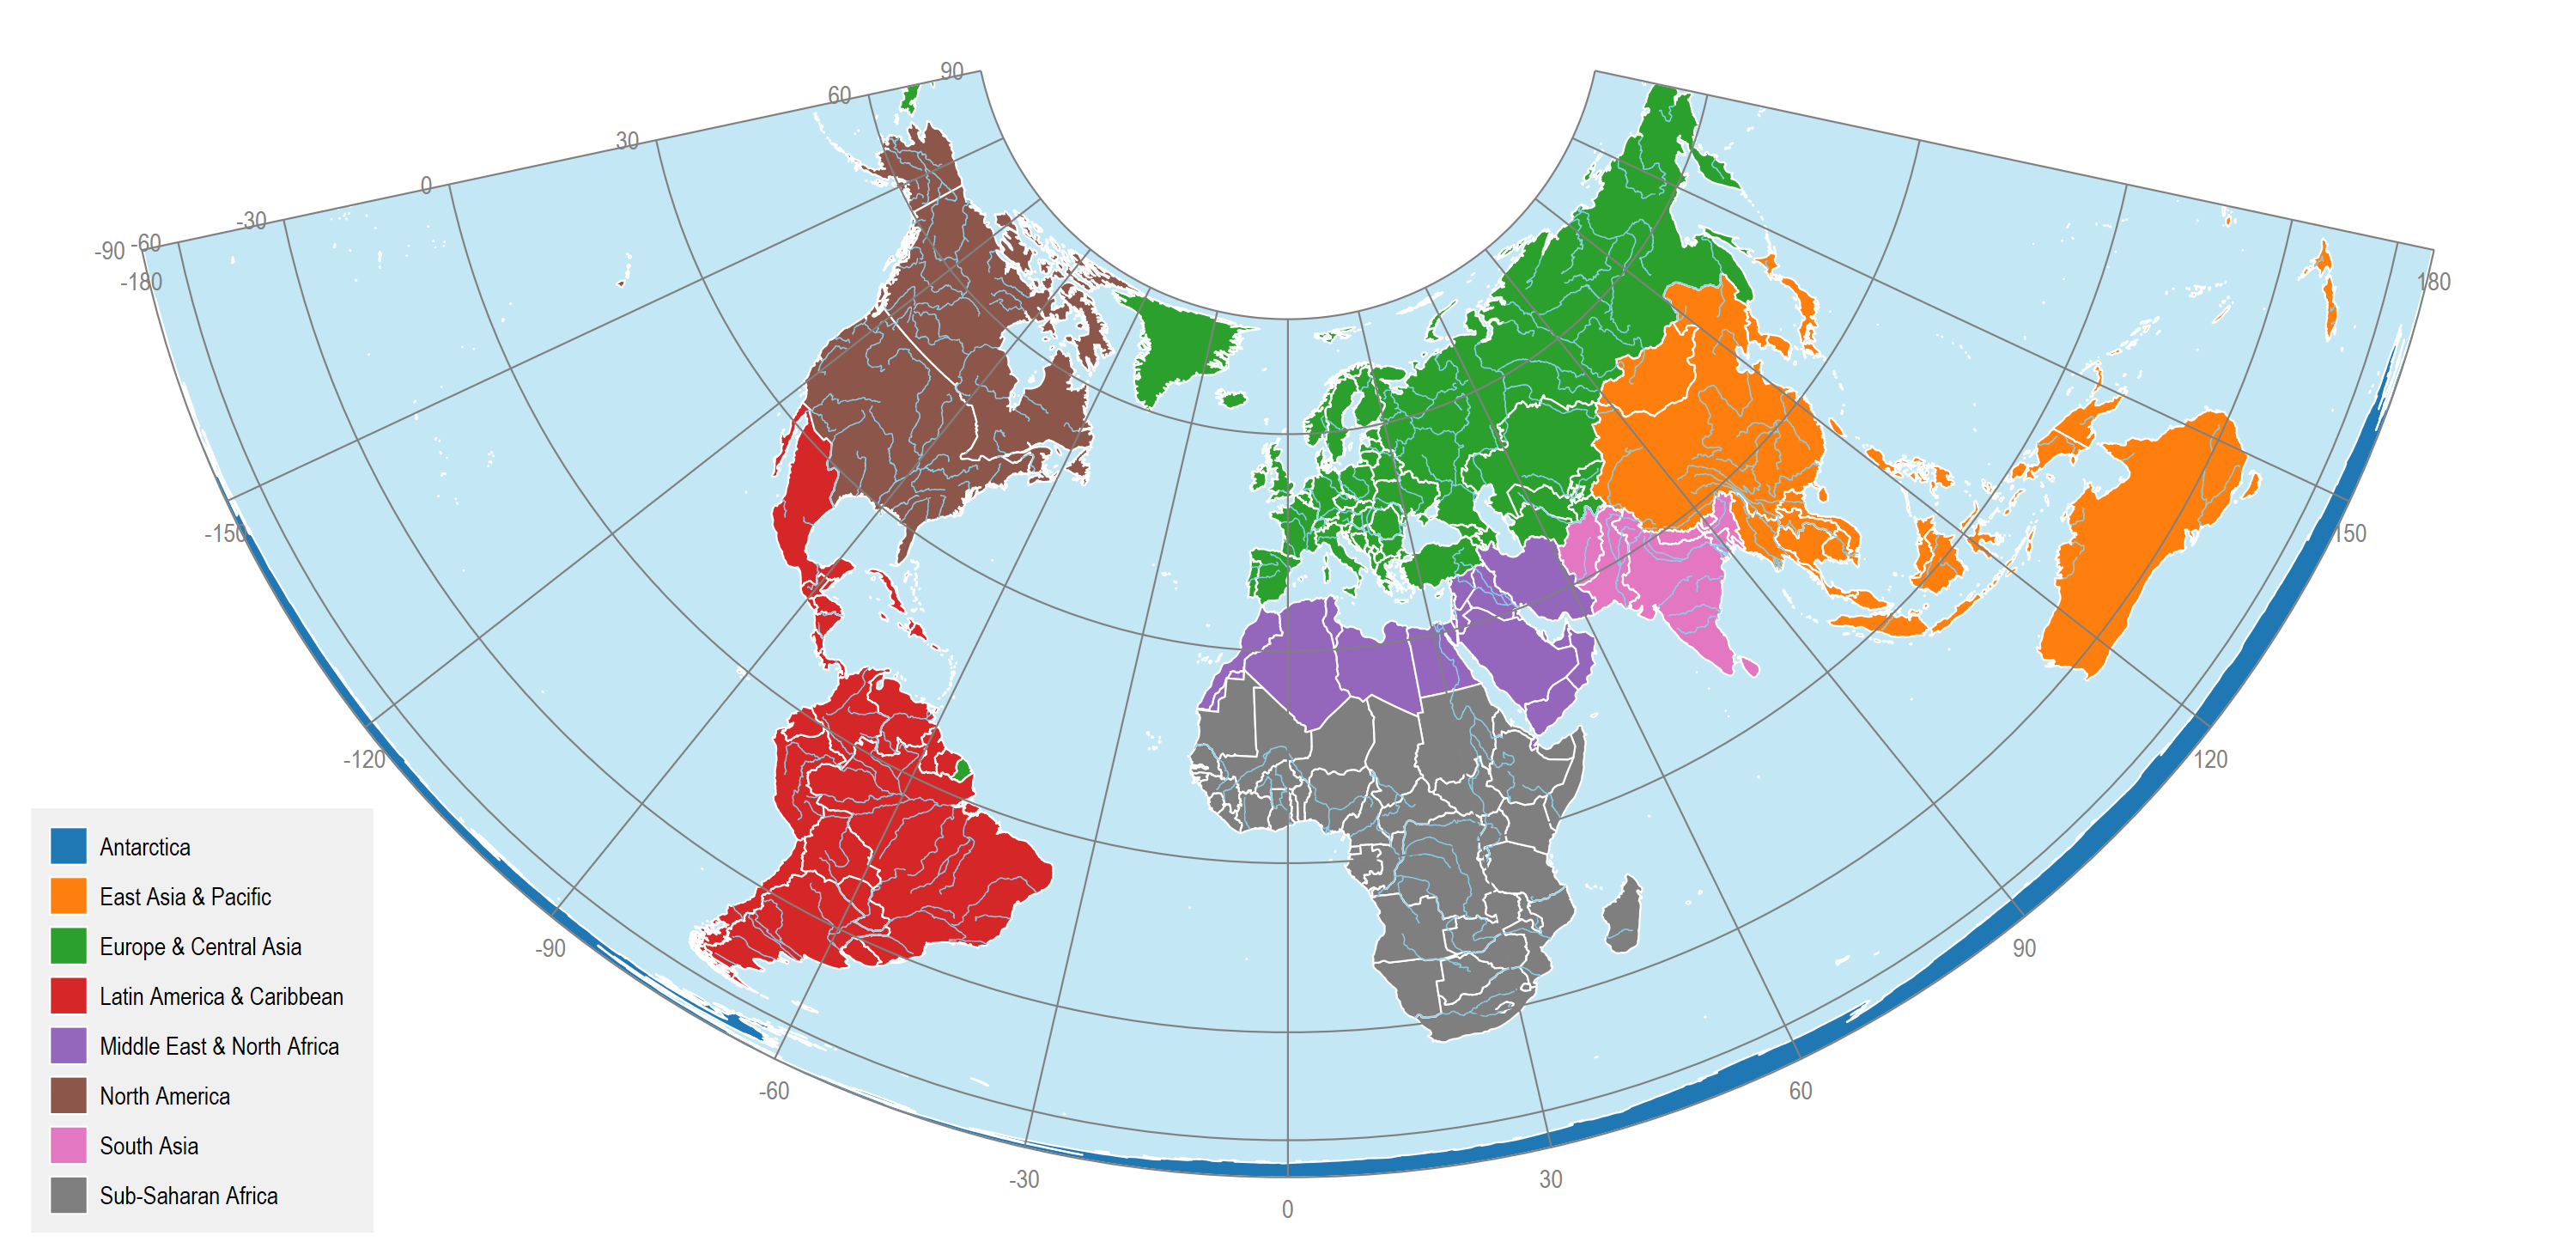 90
60
30
0
-30
-60
-90
-180
180
-150
150
-120
120
-90
90
-60
60
-30
30
0
Antarctica
East Asia & Pacific
Europe & Central Asia
Latin America & Caribbean
Middle East & North Africa
North America
South Asia
Sub-Saharan Africa